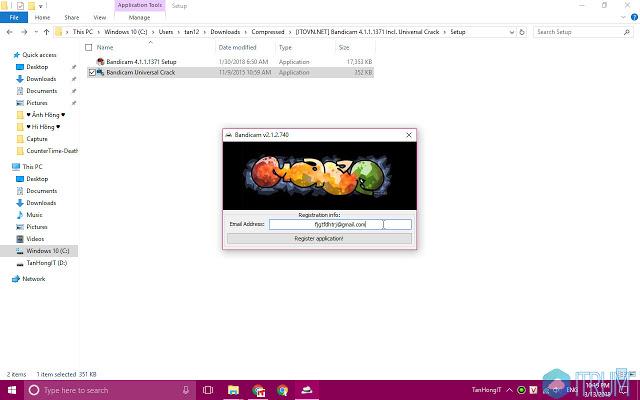 Application Tools
Setup
File
Home
Share
View
Manage
This PC > Windows 10 (C:) > Users > tan12 > Downloads > Compressed > [ITOVN.NET] Bandicam 4.1.1.1371 Incl. Universal Crack > Setup
Search Setup
Name
Date modified
Type
Size
Bandicam 4.1.1.1371 Setup
1/30/2018 6:50 AM
Application
17,353 KB
Bandicam Universal Crack
11/9/2015 10:59 AM
Application
352 KB
Quick access
Desktop
Downloads
Documents
Pictures
♥ Ánh Hồng ♥
♥ Hí Hồng ♥
Capture
CounterTime-Death
This PC
Desktop
Documents
Downloads
Music
Pictures
Videos
Windows 10 (C:)
TanHongIT (D:)
Network
Bandicam v2.1.2.740
Registration info:
Email Address:
fjgtfdhtrj@gmail.com
Register application!
2 items
1 item selected 351 KB
Type here to search
TanHongIT
V
ENG
3/13/2018
ITRUM